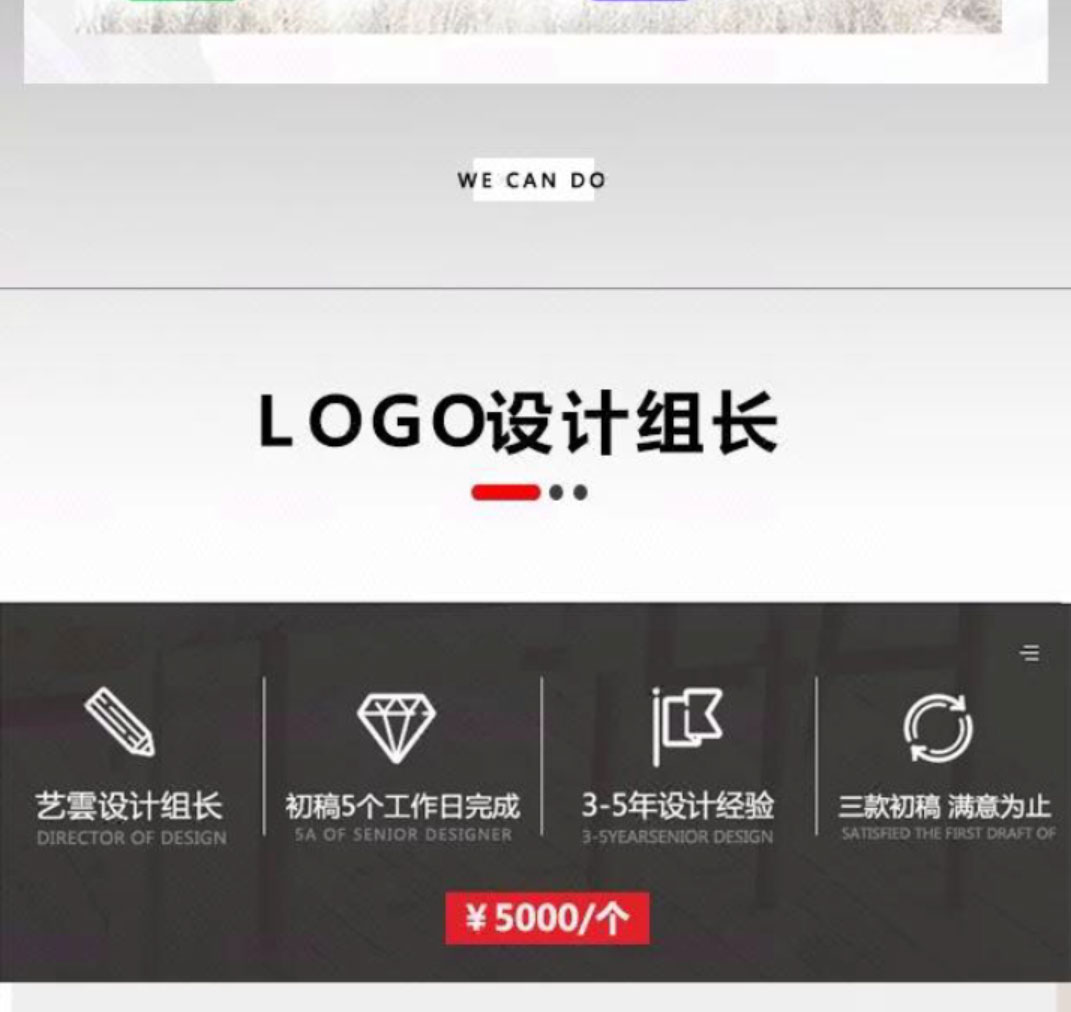 WE CAN DO
LOGO设计组长
艺雲设计组长
DIRECTOR OF DESIGN
初稿5个工作日完成
5A OF SENIOR DESIGNER
3-5年设计经验
3-5YEARSENIOR DESIGN
三款初稿 满意为止
SATISFIED THE FIRST DRAFT OF
¥5000/个